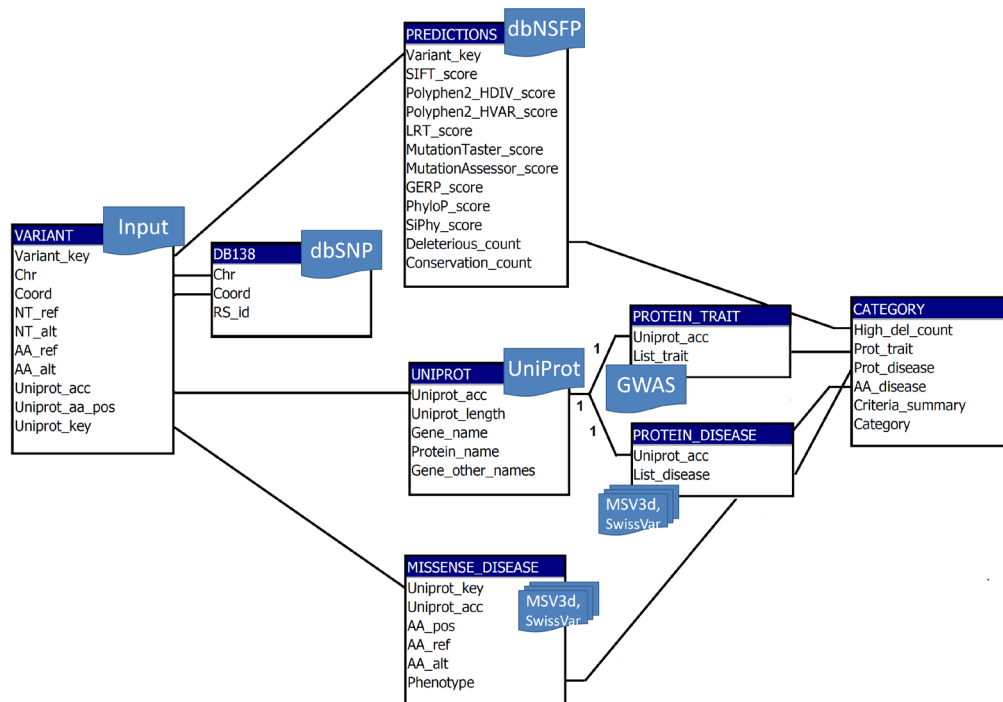 PREDICTIONS
dbNSFP
Variant_key
SIFT_score
Polyphen2_HDIV_score
Polyphen2_HVAR_score
LRT_score
MutationTaster_score
MutationAssessor_score
GERP_score
PhyloP_score
SiPhy_score
Deleterious_count
Conservation_count
VARIANT
Input
Variant_key
Chr
Coord
NT_ref
NT_alt
AA_ref
AA_alt
Uniprot_acc
Uniprot_aa_pos
Uniprot_key
DB138
dbSNP
Chr
Coord
RS_id
UNIPROT
UniProt
Uniprot_acc
Uniprot_length
Gene_name
Protein_name
Gene_other_names
1
1
1
PROTEIN_TRAIT
Uniprot_acc
List_trait
GWAS
PROTEIN_DISEASE
Uniprot_acc
List_disease
MSV3d,
SwissVar
CATEGORY
High_del_count
Prot_trait
Prot_disease
AA_disease
Criteria_summary
Category
MISSENSE_DISEASE
Uniprot_key
Uniprot_acc
AA_pos
AA_ref
AA_alt
Phenotype
MSV3d,
SwissVar